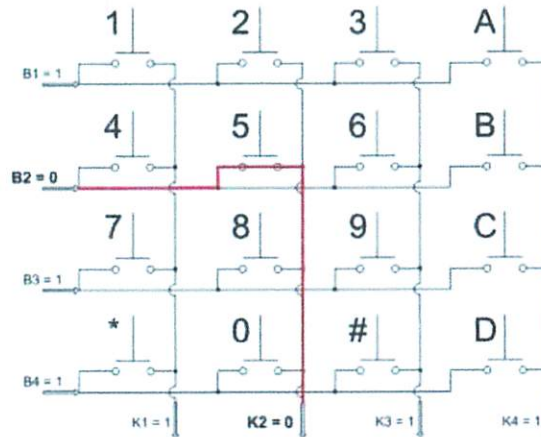 1 2 3 A
B1 = 1
4 5 6 B
B2 = 0
7 8 9 C
B3 = 1
* 0 # D
B4 = 1
K1 = 1 K2 = 0 K3 = 1 K4 = 1